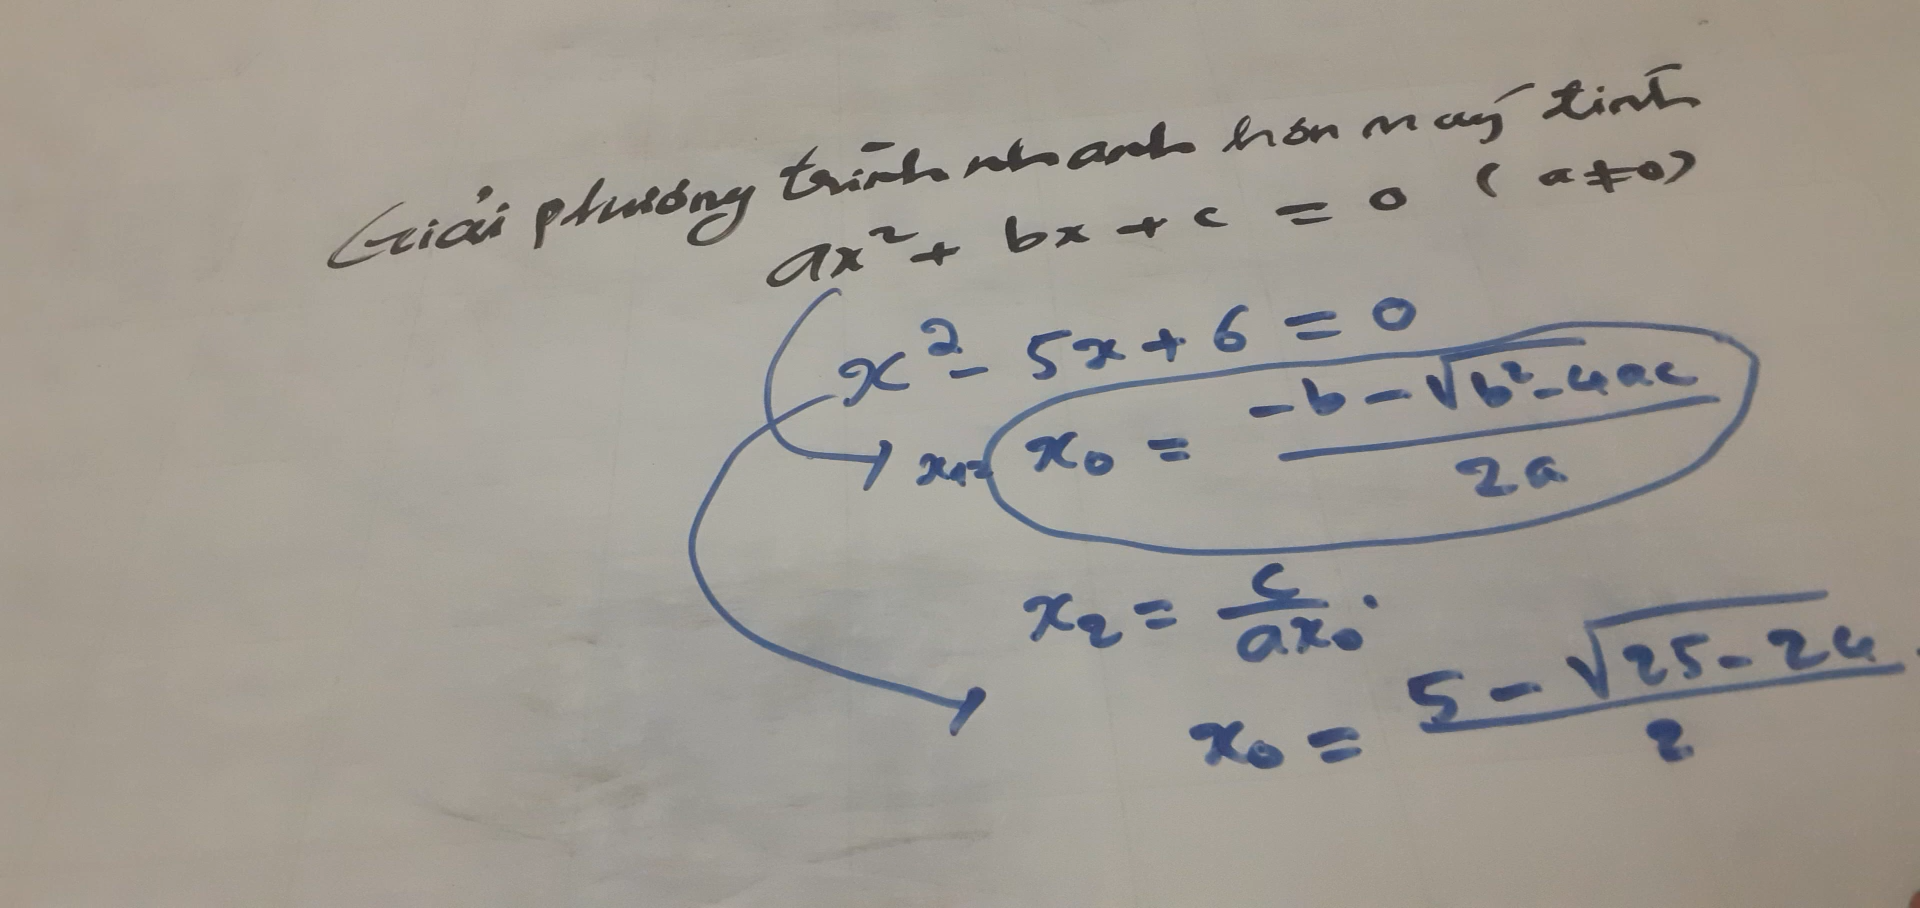 Giải phương trình nhanh hơn máy tính
ax² + bx + c = 0 (a ≠ 0)
x² - 5x + 6 = 0
x₁ = x₀ = (-b - √(b² - 4ac)) / 2a
x₂ = c / ax₀
x₀ = (5 - √(25 - 24)) / 2